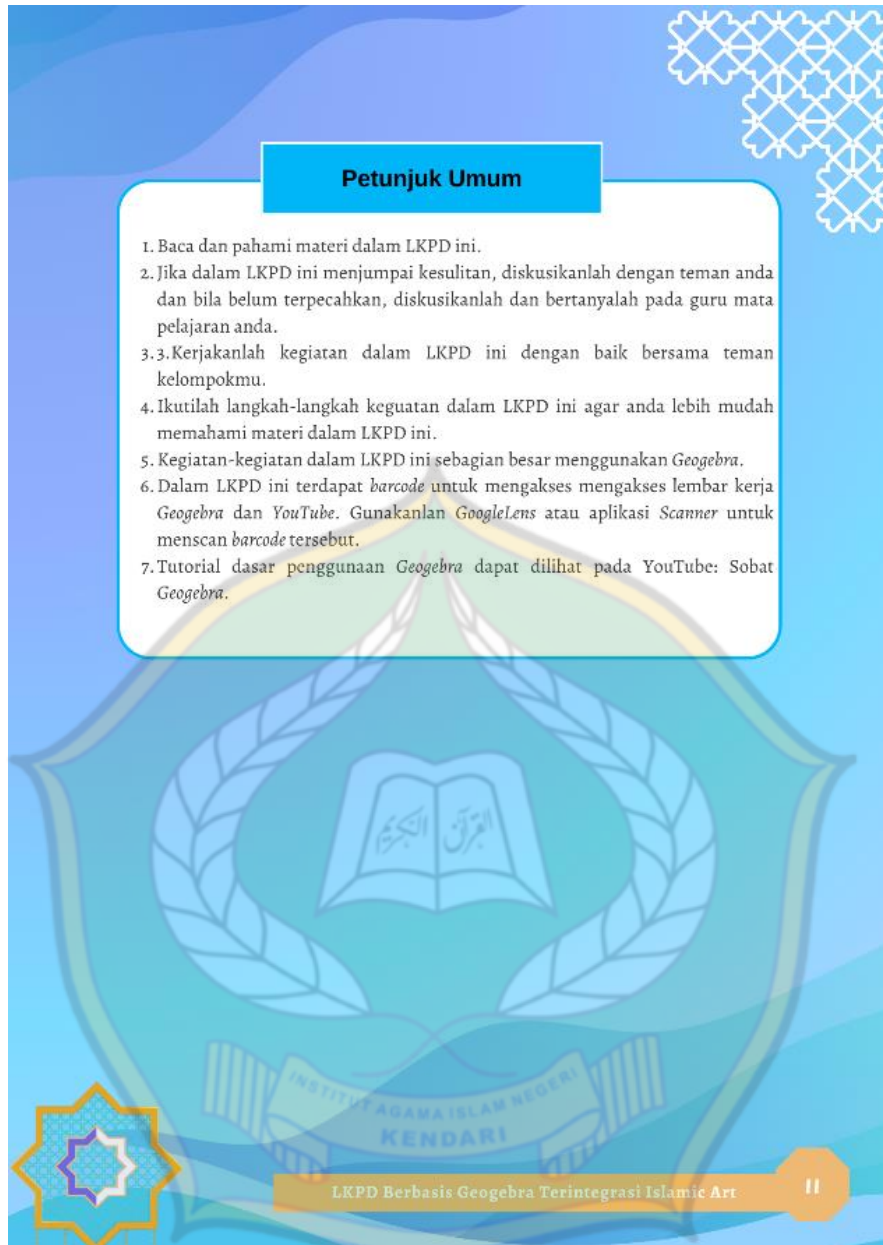 Petunjuk Umum
1. Baca dan pahami materi dalam LKPD ini.
2. Jika dalam LKPD ini menjumpai kesulitan, diskusikanlah dengan teman anda
dan bila belum terpecahkan, diskusikanlah dan bertanyalah pada guru mata
pelajaran anda.
3. 3.Kerjakanlah kegiatan dalam LKPD ini dengan baik bersama teman
kelompokmu.
4. Ikutilah langkah-langkah keguatan dalam LKPD ini agar anda lebih mudah
memahami materi dalam LKPD ini.
5. Kegiatan-kegiatan dalam LKPD ini sebagian besar menggunakan Geogebra.
6. Dalam LKPD ini terdapat barcode untuk mengakses mengakses lembar kerja
Geogebra dan YouTube. Gunakanlan GoogleLens atau aplikasi Scanner untuk
menscan barcode tersebut.
7. Tutorial dasar penggunaan Geogebra dapat dilihat pada YouTube: Sobat
Geogebra.
القرآن الكريم
INSTITUT AGAMA ISLAM NEGERI
KENDARI
LKPD Berbasis Geogebra Terintegrasi Islamic Art
II